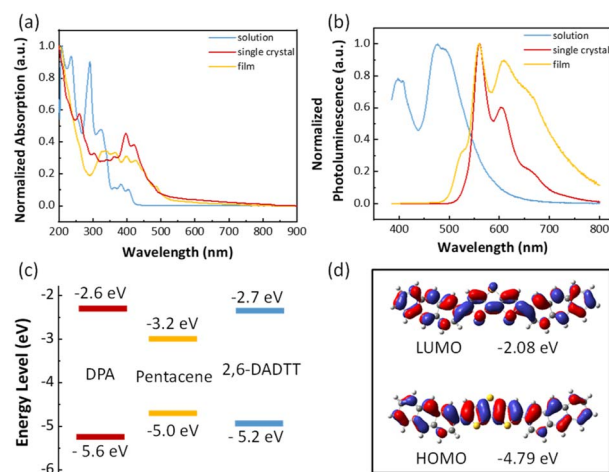 (a)
solution
single crystal
film
Normalized Absorption (a.u.)
1.0
0.8
0.6
0.4
0.2
0.0
200 300 400 500 600 700 800 900
Wavelength (nm)
(b)
solution
single crystal
film
Normalized
Photoluminescence (a.u.)
1.0
0.8
0.6
0.4
0.2
0.0
400 500 600 700 800
Wavelength (nm)
(c)
Energy Level (eV)
-2
-3
-4
-5
-6
-2.6 eV
DPA
- 5.6 eV
-3.2 eV
Pentacene
-5.0 eV
-2.7 eV
2,6-DADTT
- 5.2 eV
(d)
LUMO -2.08 eV
HOMO -4.79 eV